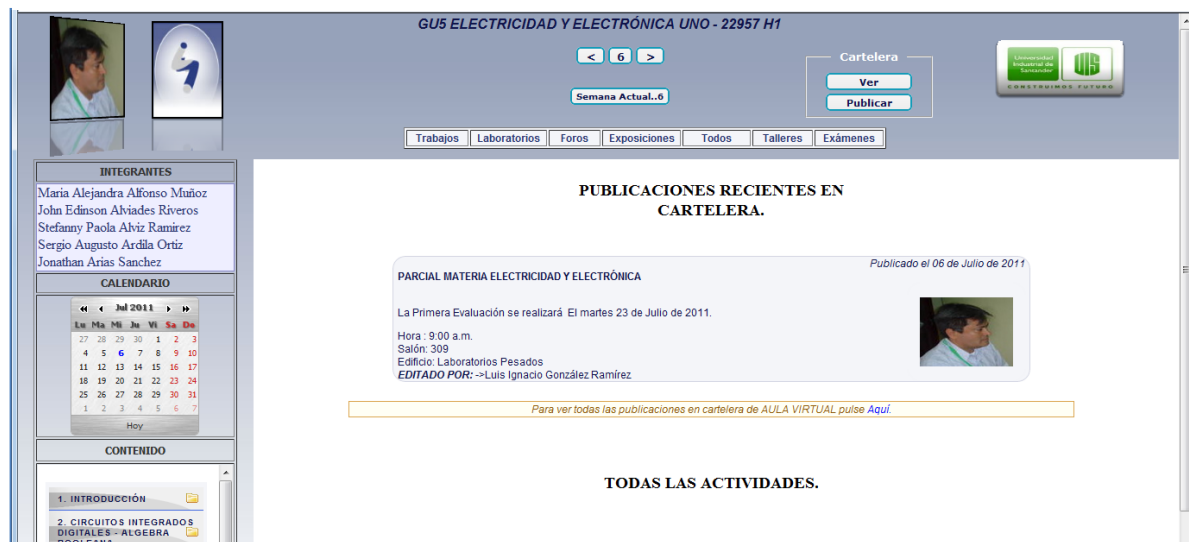 GU5 ELECTRICIDAD Y ELECTRÓNICA UNO - 22957 H1
< 6 >
Semana Actual..6
Cartelera
Ver
Publicar
Universidad
Industrial de
Santander
UIS
CONSTRUIMOS FUTURO
Trabajos Laboratorios Foros Exposiciones Todos Talleres Exámenes
INTEGRANTES
Maria Alejandra Alfonso Muñoz
John Edinson Alviades Riveros
Stefanny Paola Alviz Ramirez
Sergio Augusto Ardila Ortiz
Jonathan Arias Sanchez
CALENDARIO
Jul 2011
Lu Ma Mi Ju Vi Sa Do
27 28 29 30 1 2 3
4 5 6 7 8 9 10
11 12 13 14 15 16 17
18 19 20 21 22 23 24
25 26 27 28 29 30 31
1 2 3 4 5 6 7
Hoy
CONTENIDO
1. INTRODUCCIÓN
2. CIRCUITOS INTEGRADOS
DIGITALES - ALGEBRA
PUBLICACIONES RECIENTES EN
CARTELERA.
Publicado el 06 de Julio de 2011
PARCIAL MATERIA ELECTRICIDAD Y ELECTRÓNICA
La Primera Evaluación se realizará El martes 23 de Julio de 2011.
Hora : 9:00 a.m.
Salón: 309
Edificio: Laboratorios Pesados
EDITADO POR: ->Luis Ignacio González Ramírez
Para ver todas las publicaciones en cartelera de AULA VIRTUAL pulse Aquí.
TODAS LAS ACTIVIDADES.